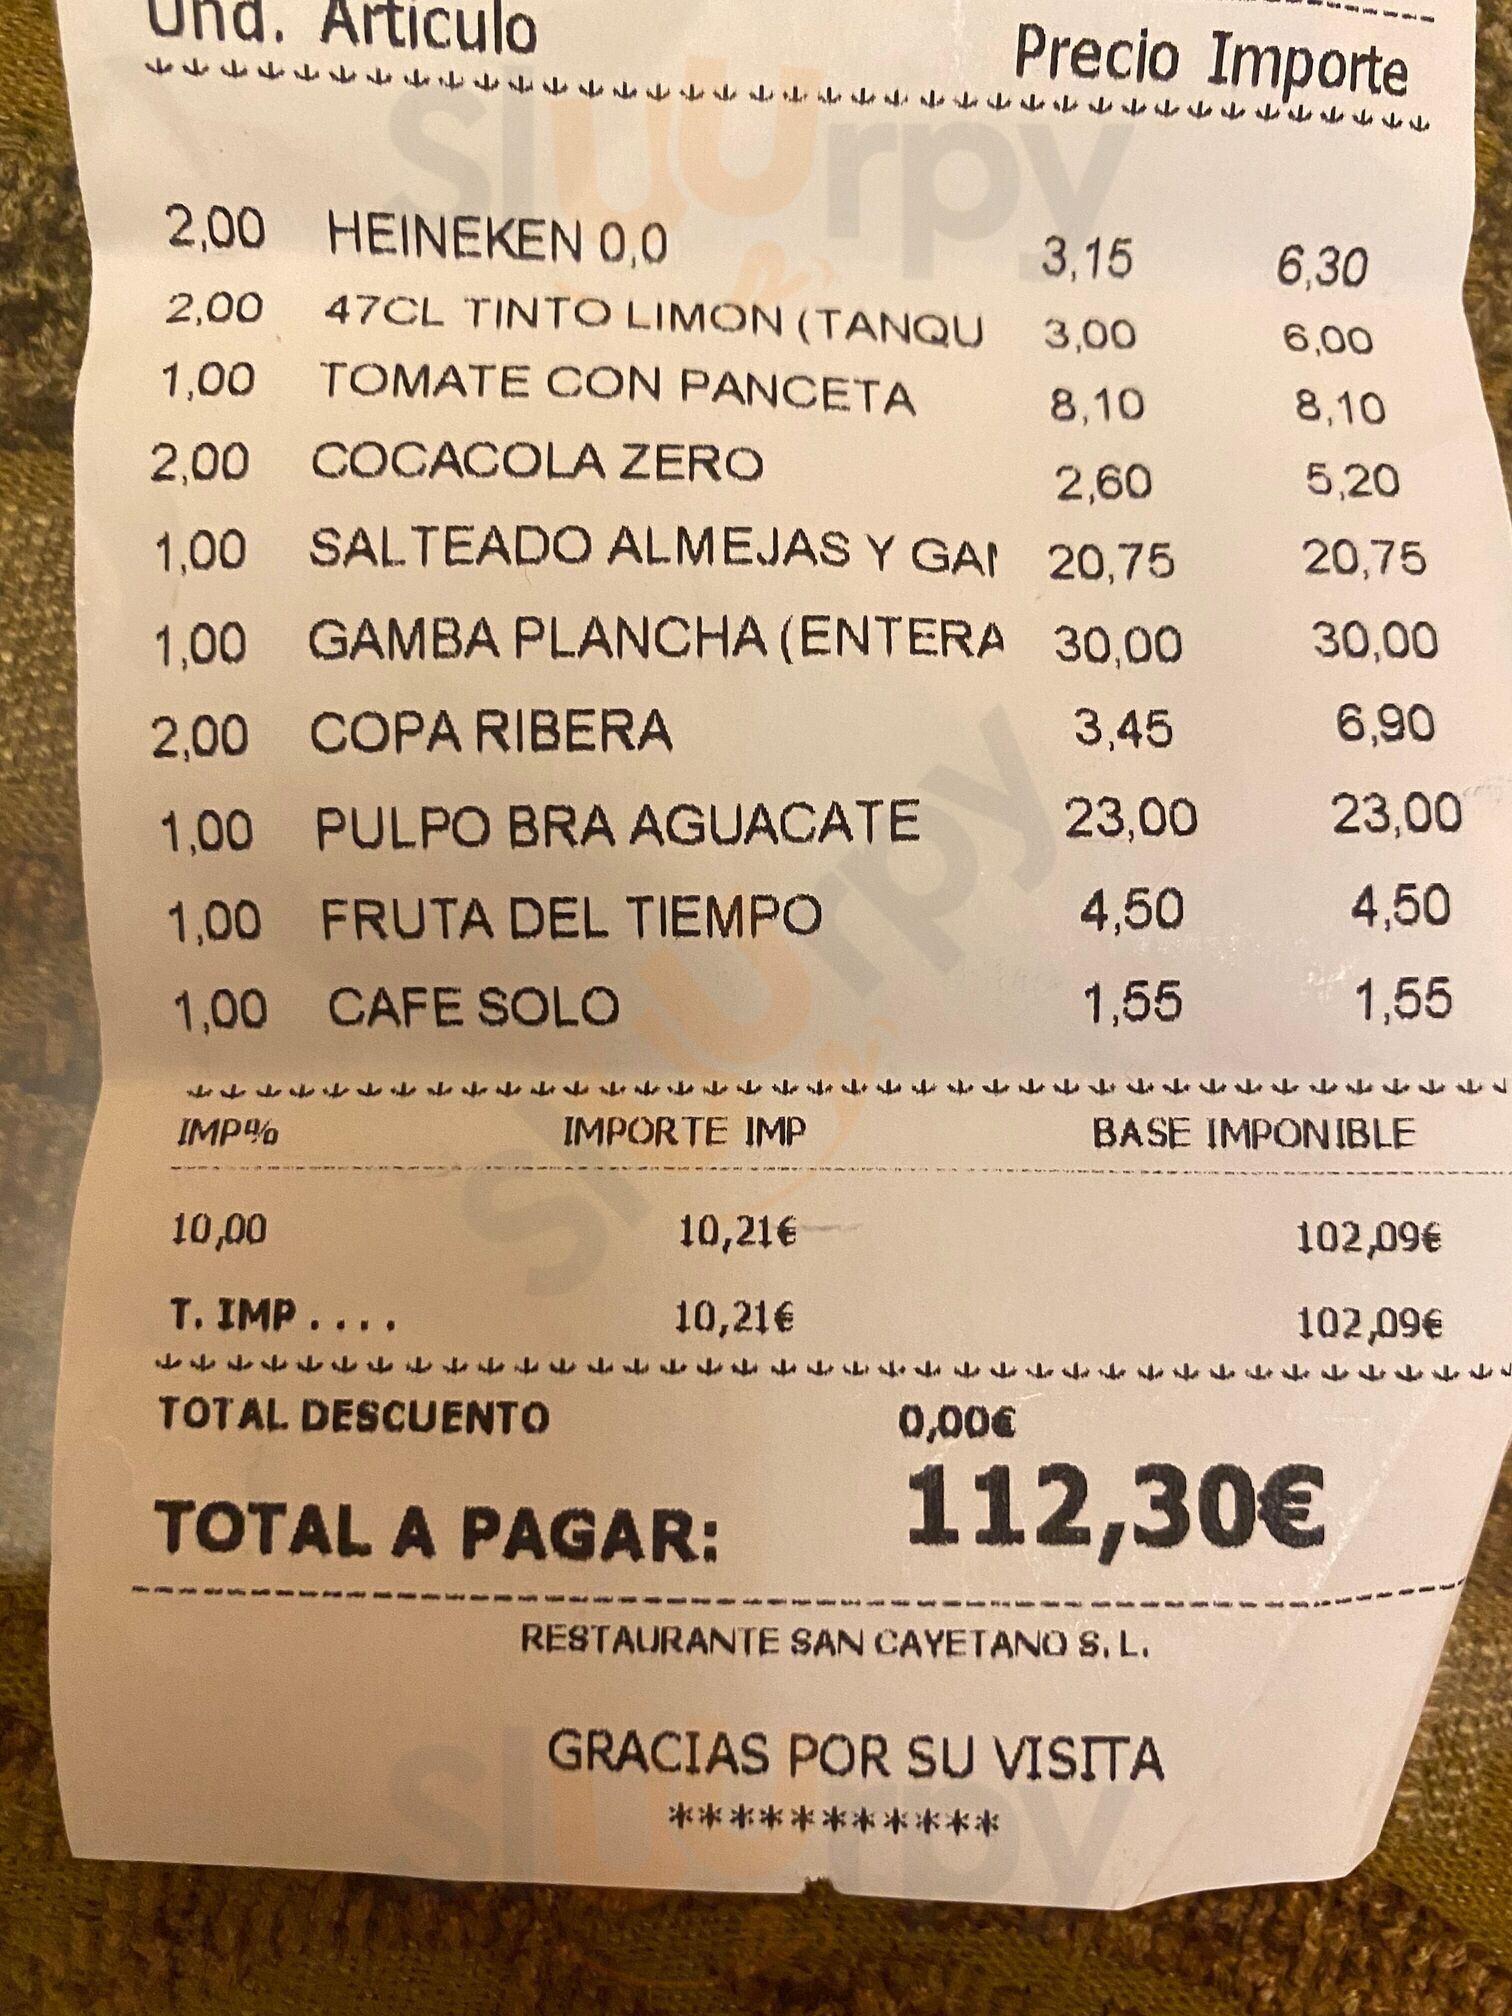 Und. Articulo Precio Importe
2,00 HEINEKEN 0,0 3,15 6,30
2,00 47CL TINTO LIMON (TANQU 3,00 6,00
1,00 TOMATE CON PANCETA 8,10 8,10
2,00 COCACOLA ZERO 2,60 5,20
1,00 SALTEADO ALMEJAS Y GAM 20,75 20,75
1,00 GAMBA PLANCHA (ENTERA 30,00 30,00
2,00 COPA RIBERA 3,45 6,90
1,00 PULPO BRA AGUACATE 23,00 23,00
1,00 FRUTA DEL TIEMPO 4,50 4,50
1,00 CAFE SOLO 1,55 1,55
IMP% IMPORTE IMP BASE IMPONIBLE
10,00 10,21€ 102,09€
T. IMP .... 10,21€ 102,09€
TOTAL DESCUENTO 0,00€
TOTAL A PAGAR: 112,30€
RESTAURANTE SAN CAYETANO S.L.
GRACIAS POR SU VISITA
***********
sluurpy
sluurpy
sluurpy